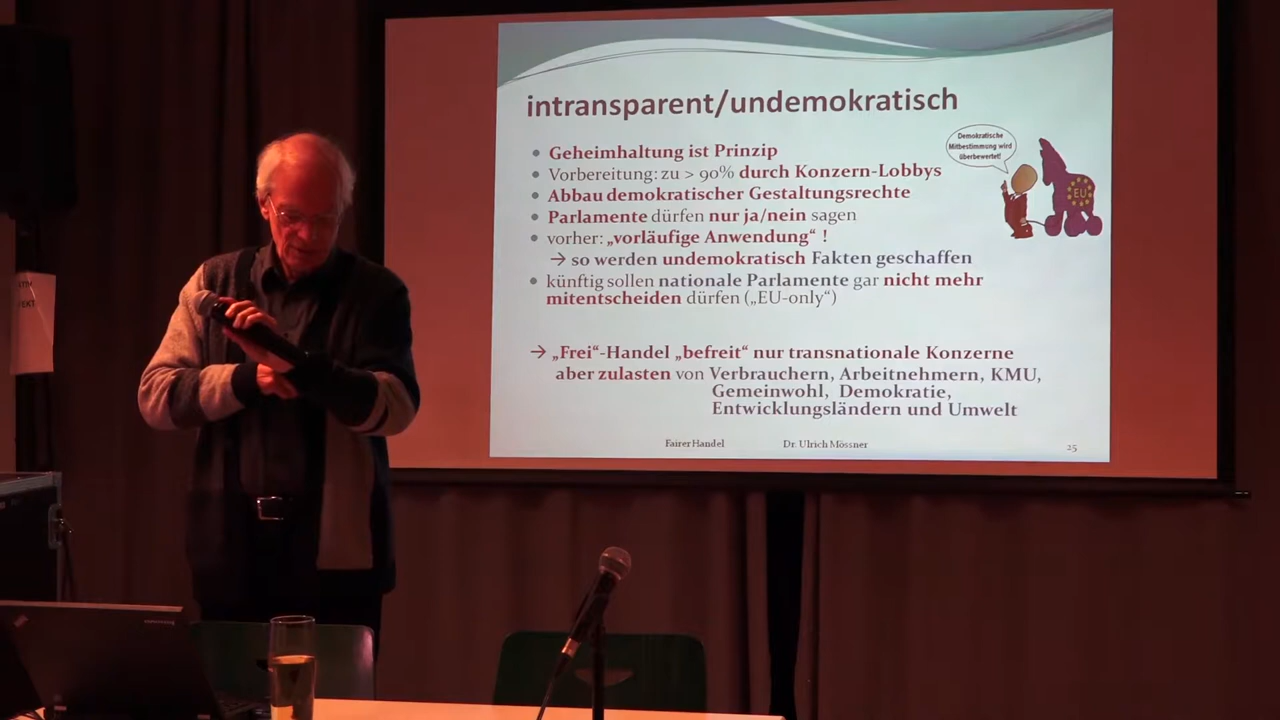 intransparent/undemokratisch
Demokratische
Mitbestimmung wird
überbewertet!
• Geheimhaltung ist Prinzip
• Vorbereitung: zu > 90% durch Konzern-Lobbys
• Abbau demokratischer Gestaltungsrechte
• Parlamente dürfen nur ja/nein sagen
• vorher: „vorläufige Anwendung“ !
→ so werden undemokratisch Fakten geschaffen
• künftig sollen nationale Parlamente gar nicht mehr
mitentscheiden dürfen („EU-only“)
EU
→ „Frei“-Handel „befreit“ nur transnationale Konzerne
aber zulasten von Verbrauchern, Arbeitnehmern, KMU,
Gemeinwohl, Demokratie,
Entwicklungsländern und Umwelt
Fairer Handel Dr. Ulrich Mössner 25